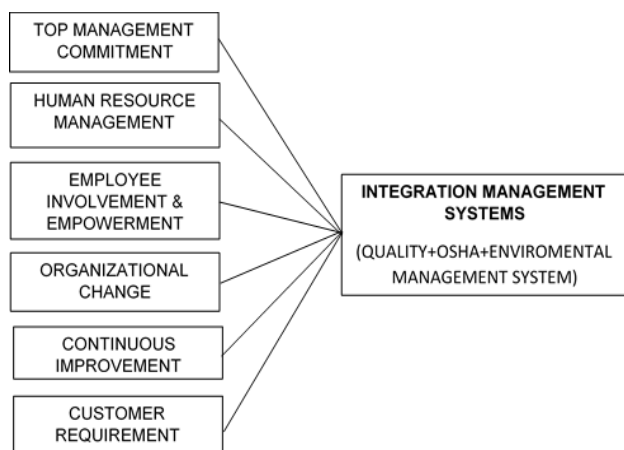 TOP MANAGEMENT
COMMITMENT
HUMAN RESOURCE
MANAGEMENT
EMPLOYEE
INVOLVEMENT &
EMPOWERMENT
ORGANIZATIONAL
CHANGE
CONTINUOUS
IMPROVEMENT
CUSTOMER
REQUIREMENT
INTEGRATION MANAGEMENT
SYSTEMS
(QUALITY+OSHA+ENVIROMENTAL
MANAGEMENT SYSTEM)